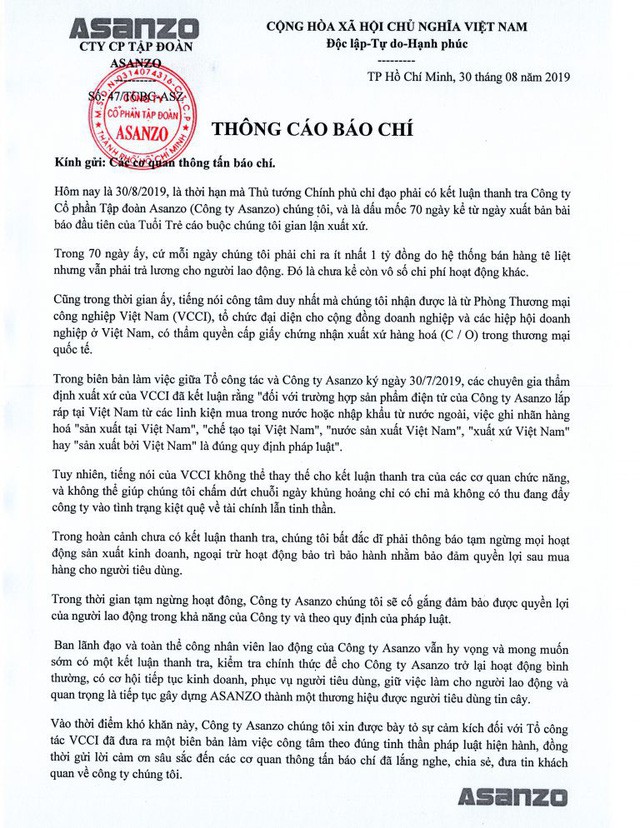 Asanzo
CỘNG HÒA XÃ HỘI CHỦ NGHĨA VIỆT NAM
CTY CP TẬP ĐOÀN
Độc lập-Tự do-Hạnh phúc
ASANZO
---------
---------
TP Hồ Chí Minh, 30 tháng 08 năm 2019
Số: 47/TCBC-ASZ
M.S.D.N:0314074316-C.T.C.P
CÔNG TY
CỔ PHẦN TẬP ĐOÀN
ASANZO
THÀNH PHỐ HỒ CHÍ MINH
THÔNG CÁO BÁO CHÍ
Kính gửi: Các cơ quan thông tấn báo chí.
Hôm nay là 30/8/2019, là thời hạn mà Thủ tướng Chính phủ chỉ đạo phải có kết luận thanh tra Công ty
Cổ phần Tập đoàn Asanzo (Công ty Asanzo) chúng tôi, và là dấu mốc 70 ngày kể từ ngày xuất bản bài
báo đầu tiên của Tuổi Trẻ cáo buộc chúng tôi gian lận xuất xứ.
Trong 70 ngày ấy, cứ mỗi ngày chúng tôi phải chi ra ít nhất 1 tỷ đồng do hệ thống bán hàng tê liệt
nhưng vẫn phải trả lương cho người lao động. Đó là chưa kể còn vô số chi phí hoạt động khác.
Cũng trong thời gian ấy, tiếng nói công tâm duy nhất mà chúng tôi nhận được là từ Phòng Thương mại
công nghiệp Việt Nam (VCCI), tổ chức đại diện cho cộng đồng doanh nghiệp và các hiệp hội doanh
nghiệp ở Việt Nam, có thẩm quyền cấp giấy chứng nhận xuất xứ hàng hoá (C / O) trong thương mại
quốc tế.
Trong biên bản làm việc giữa Tổ công tác và Công ty Asanzo ký ngày 30/7/2019, các chuyên gia thẩm
định xuất xứ của VCCI đã kết luận rằng "đối với trường hợp sản phẩm điện tử của Công ty Asanzo lắp
ráp tại Việt Nam từ các linh kiện mua trong nước hoặc nhập khẩu từ nước ngoài, việc ghi nhãn hàng
hoá "sản xuất tại Việt Nam", "chế tạo tại Việt Nam", "nước sản xuất Việt Nam", "xuất xứ Việt Nam"
hay "sản xuất bởi Việt Nam" là đúng quy định pháp luật".
Tuy nhiên, tiếng nói của VCCI không thể thay thế cho kết luận thanh tra của các cơ quan chức năng,
và không thể giúp chúng tôi chấm dứt chuỗi ngày khủng hoảng chỉ có chi mà không có thu đang đẩy
công ty vào tình trạng kiệt quệ về tài chính lẫn tinh thần.
Trong hoàn cảnh chưa có kết luận thanh tra, chúng tôi bất đắc dĩ phải thông báo tạm ngừng mọi hoạt
động sản xuất kinh doanh, ngoại trừ hoạt động bảo trì bảo hành nhằm bảo đảm quyền lợi sau mua
hàng cho người tiêu dùng.
Trong thời gian tạm ngừng hoạt đông, Công ty Asanzo chúng tôi sẽ cố gắng đảm bảo được quyền lợi
của người lao động trong khả năng của Công ty và theo quy định của pháp luật.
Ban lãnh đạo và toàn thể công nhân viên lao động của Công ty Asanzo vẫn hy vọng và mong muốn
sớm có một kết luận thanh tra, kiểm tra chính thức để cho Công ty Asanzo trở lại hoạt động bình
thường, có cơ hội tiếp tục kinh doanh, phục vụ người tiêu dùng, giữ việc làm cho người lao động và
quan trọng là tiếp tục gây dựng ASANZO thành một thương hiệu được người tiêu dùng tin cây.
Vào thời điểm khó khăn này, Công ty Asanzo chúng tôi xin được bày tỏ sự cảm kích đối với Tổ công
tác VCCI đã đưa ra một biên bản làm việc công tâm theo đúng tinh thần pháp luật hiện hành, đồng
thời gửi lời cảm ơn sâu sắc đến các cơ quan thông tấn báo chí đã lắng nghe, chia sẻ, đưa tin khách
quan về công ty chúng tôi.
Asanzo